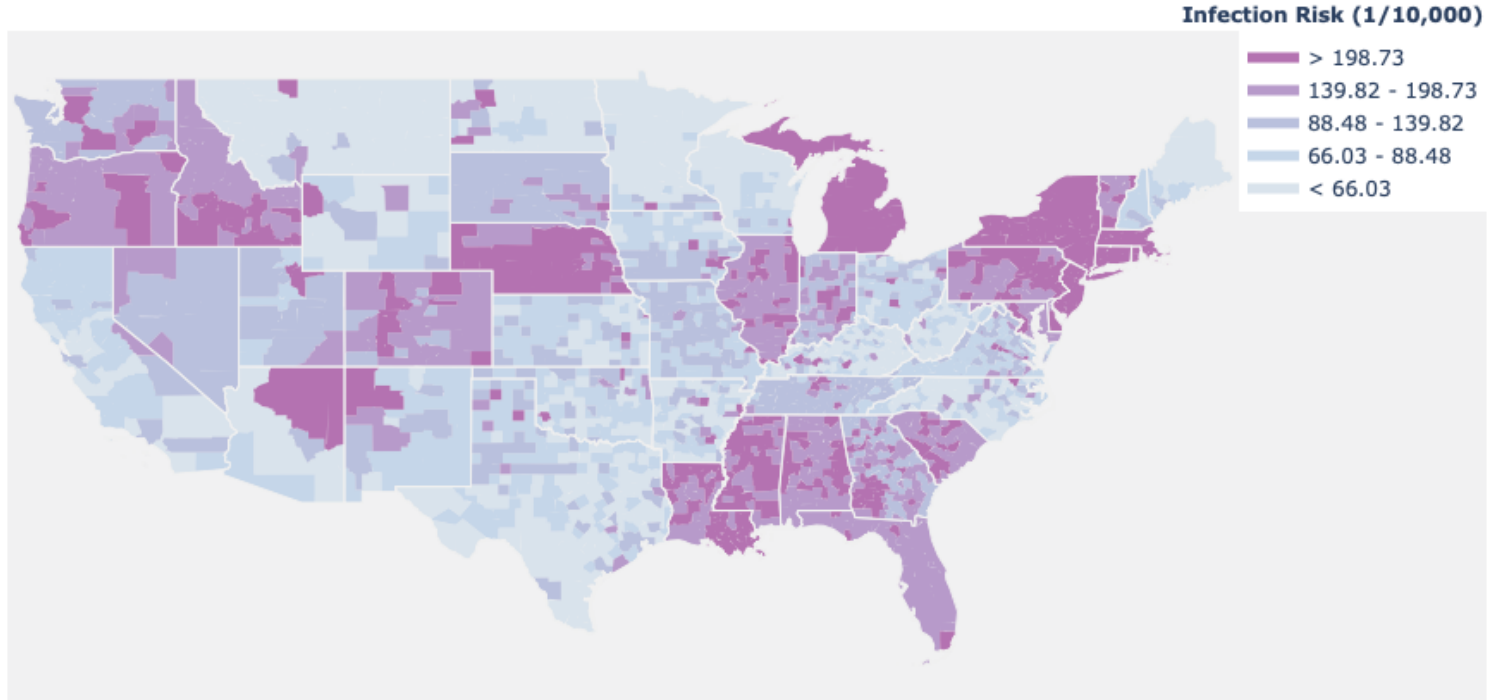 Infection Risk (1/10,000)
> 198.73
139.82 - 198.73
88.48 - 139.82
66.03 - 88.48
< 66.03